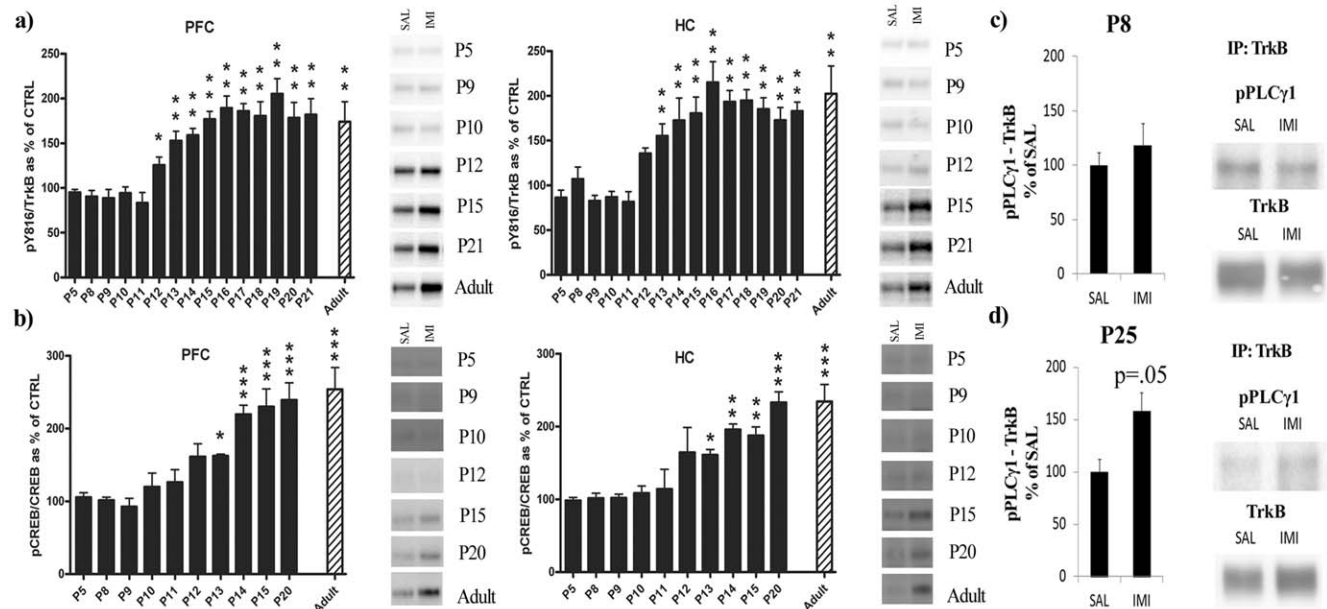 a)
PFC
pY816/TrkB as % of CTRL
250
200
150
100
50
0
* ** ** ** ** ** ** ** ** ** **
P5 P8 P9 P10 P11 P12 P13 P14 P15 P16 P17 P18 P19 P20 P21 Adult
SAL IMI
P5
P9
P10
P12
P15
P21
Adult
HC
pY816/TrkB as % of CTRL
250
200
150
100
50
0
** ** ** ** ** ** ** ** ** **
P5 P8 P9 P10 P11 P12 P13 P14 P15 P16 P17 P18 P19 P20 P21 Adult
SAL IMI
P5
P9
P10
P12
P15
P21
Adult
b)
PFC
pCREB/CREB as % of CTRL
300
200
100
0
* *** *** *** ***
P5 P8 P9 P10 P11 P12 P13 P14 P15 P20 Adult
SAL IMI
P5
P9
P10
P12
P15
P20
Adult
HC
pCREB/CREB as % of CTRL
300
200
100
0
* ** ** *** ***
P5 P8 P9 P10 P11 P12 P13 P14 P15 P20 Adult
SAL IMI
P5
P9
P10
P12
P15
P20
Adult
c)
P8
pPLCγ1 - TrkB
% of SAL
200
150
100
50
0
SAL IMI
IP: TrkB
pPLCγ1
SAL IMI
TrkB
SAL IMI
d)
P25
pPLCγ1 - TrkB
% of SAL
200
150
100
50
0
p=.05
SAL IMI
IP: TrkB
pPLCγ1
SAL IMI
TrkB
SAL IMI